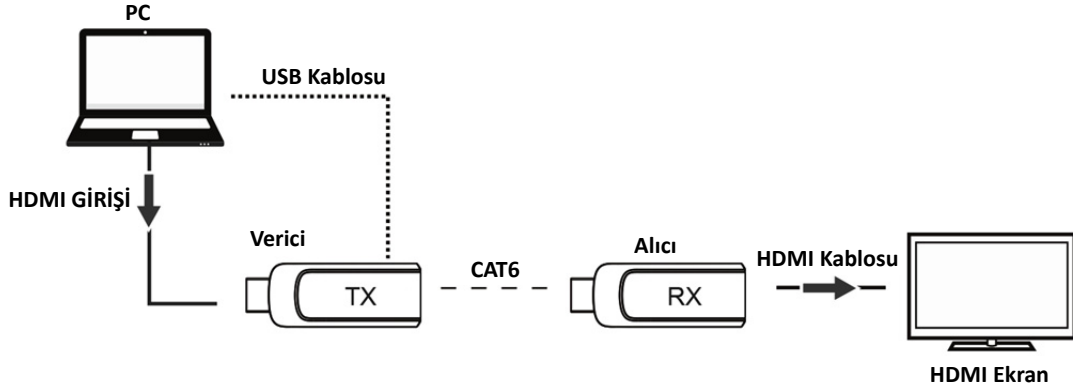 PC
USB Kablosu
HDMI GİRİŞİ
Verici
Alıcı
CAT6
HDMI Kablosu
TX
RX
HDMI Ekran